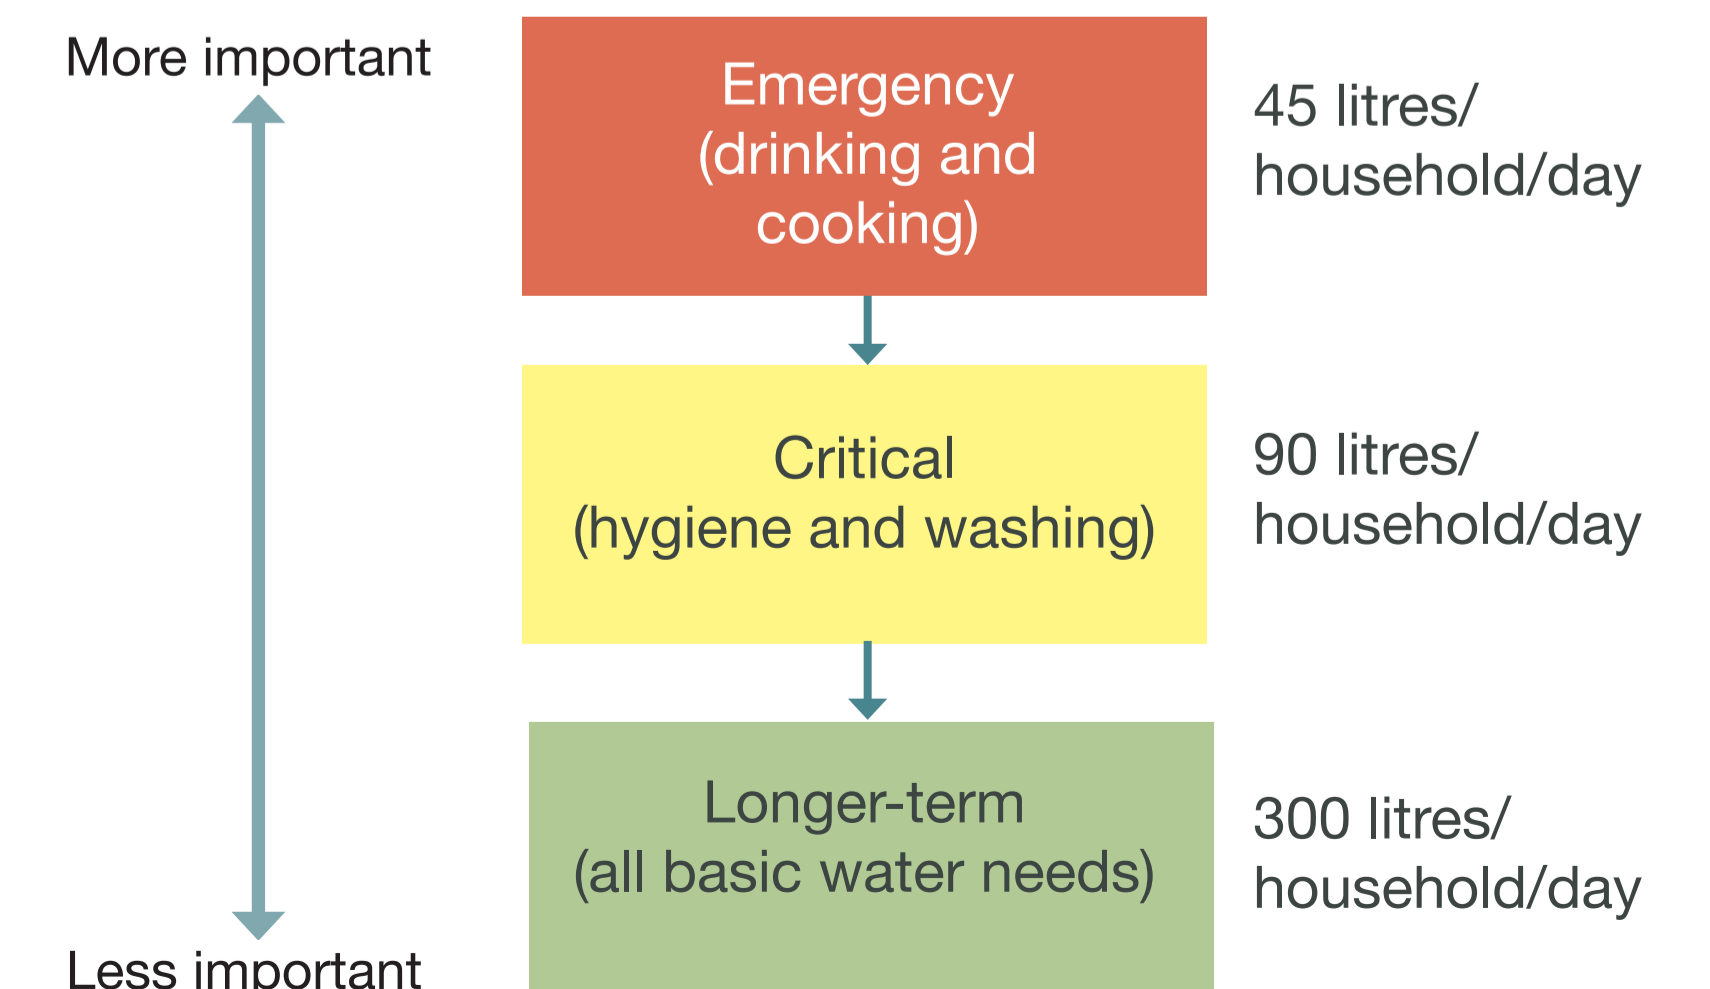 More important
Emergency
(drinking and
cooking)
45 litres/
household/day
Critical
(hygiene and washing)
90 litres/
household/day
Longer-term
(all basic water needs)
300 litres/
household/day
Less important